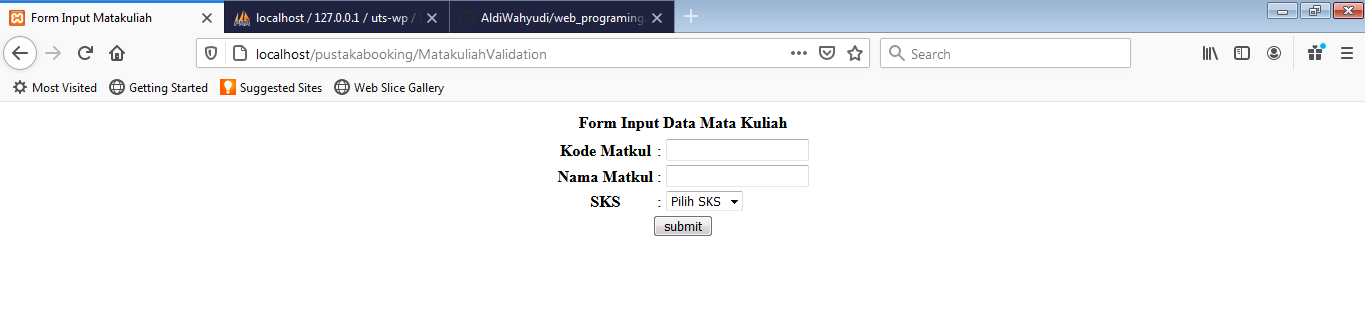 Form Input Matakuliah
localhost / 127.0.0.1 / uts-wp /
AldiWahyudi/web_programing
localhost/pustakabooking/MatakuliahValidation
Search
Most Visited
Getting Started
Suggested Sites
Web Slice Gallery
Form Input Data Mata Kuliah
Kode Matkul :
Nama Matkul :
SKS : Pilih SKS
submit